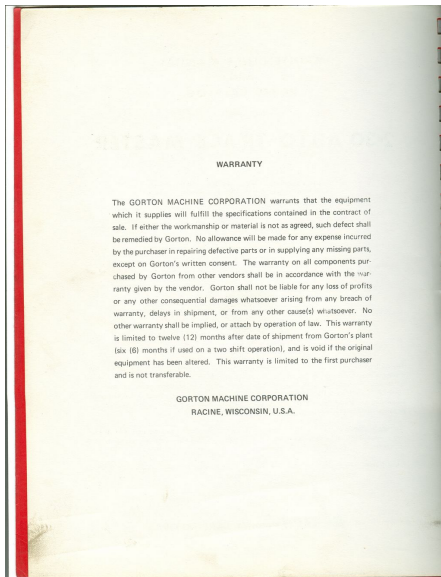 WARRANTY
The GORTON MACHINE CORPORATION warrants that the equipment
which it supplies will fulfill the specifications contained in the contract of
sale. If either the workmanship or material is not as agreed, such defect shall
be remedied by Gorton. No allowance will be made for any expense incurred
by the purchaser in repairing defective parts or in supplying any missing parts,
except on Gorton's written consent. The warranty on all components pur-
chased by Gorton from other vendors shall be in accordance with the war-
ranty given by the vendor. Gorton shall not be liable for any loss of profits
or any other consequential damages whatsoever arising from any breach of
warranty, delays in shipment, or from any other cause(s) whatsoever. No
other warranty shall be implied, or attach by operation of law. This warranty
is limited to twelve (12) months after date of shipment from Gorton's plant
(six (6) months if used on a two shift operation), and is void if the original
equipment has been altered. This warranty is limited to the first purchaser
and is not transferable.
GORTON MACHINE CORPORATION
RACINE, WISCONSIN, U.S.A.